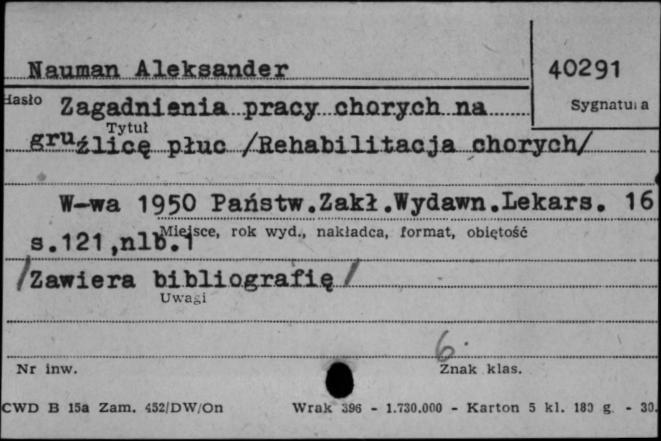 Nauman Aleksander
40291
Hasło Zagadnienia pracy chorych na
Sygnatura
Tytuł
gruźlicę płuc /Rehabilitacja chorych/
W-wa 1950 Państw.Zakł.Wydawn.Lekars. 16
Miejsce, rok wyd., nakładca, format, obiętość
s.121,nlb.1
/Zawiera bibliografię/
Uwagi
6.
Nr inw.
Znak klas.
CWD B 15a Zam. 452/DW/On
Wrak 396 - 1.730.000 - Karton 5 kl. 180 g. - 30.